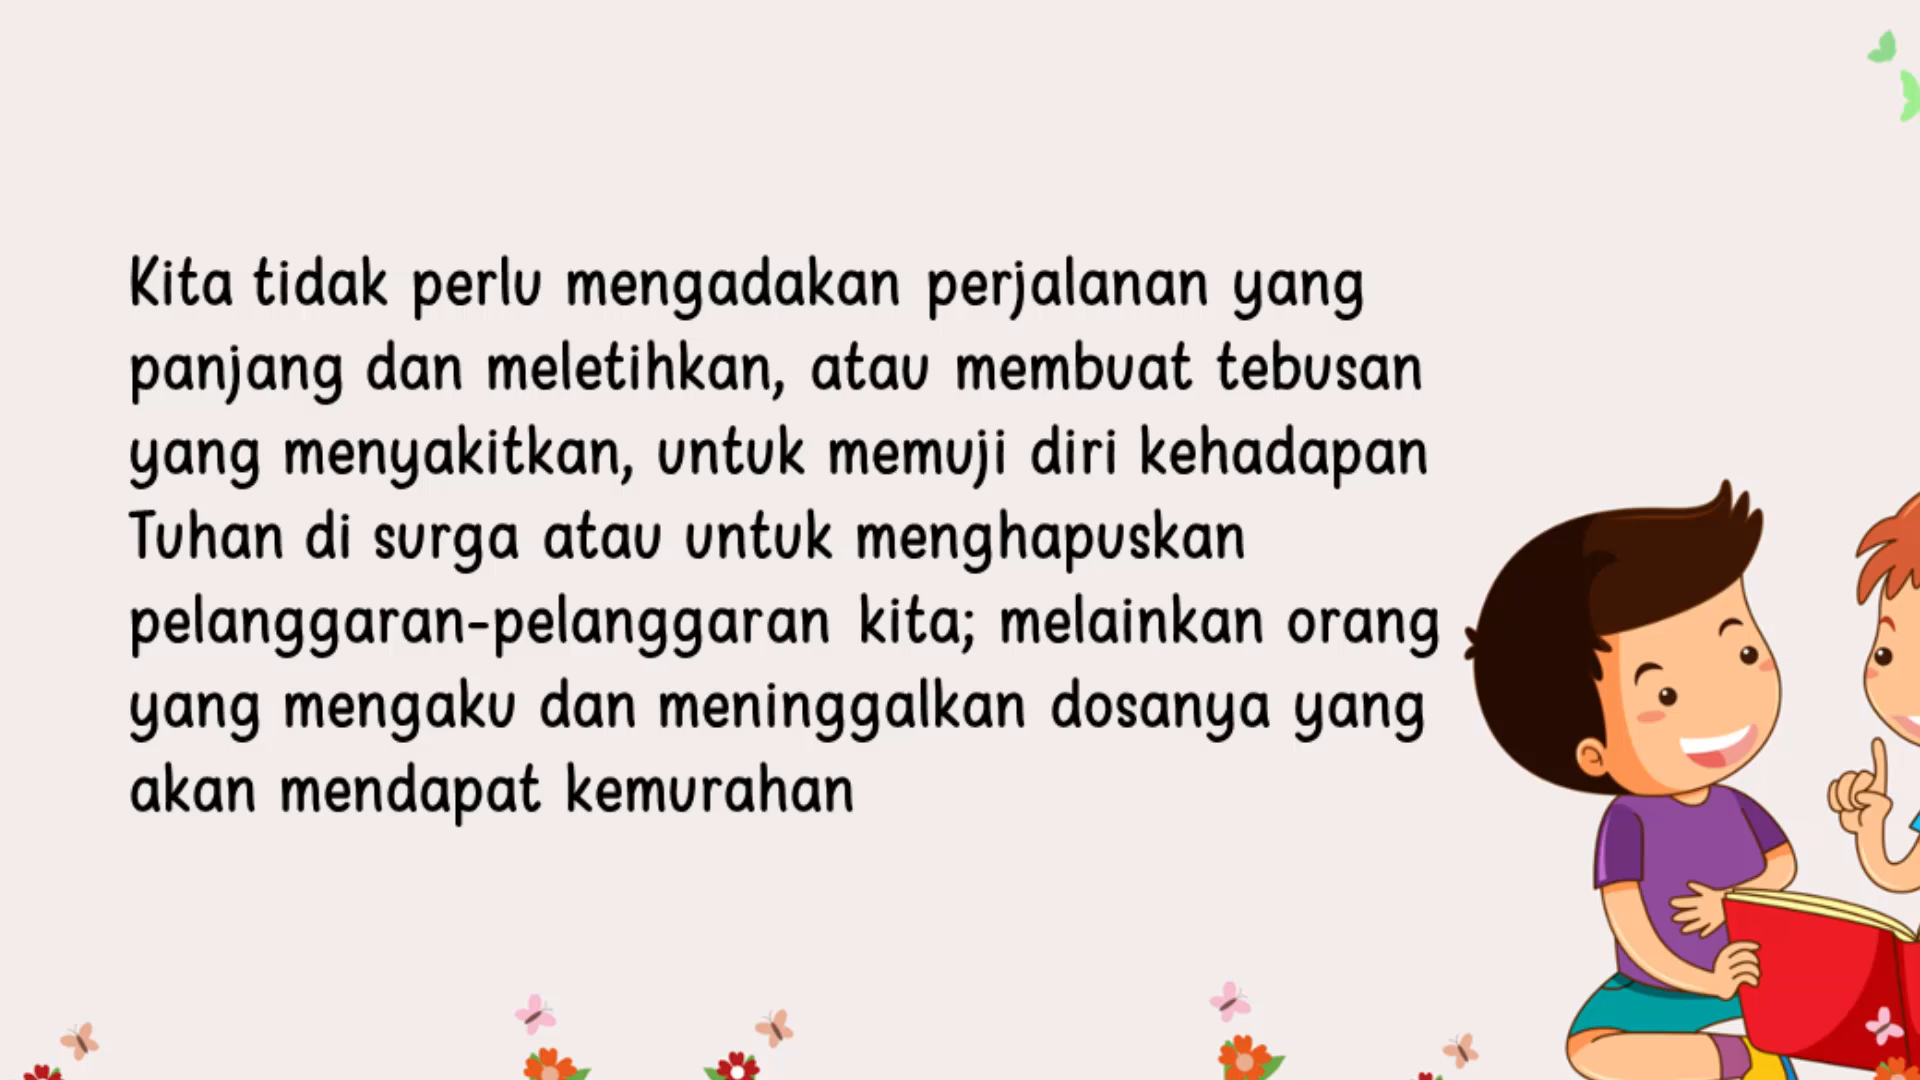 Kita tidak perlu mengadakan perjalanan yang
panjang dan meletihkan, atau membuat tebusan
yang menyakitkan, untuk memuji diri kehadapan
Tuhan di surga atau untuk menghapuskan
pelanggaran-pelanggaran kita; melainkan orang
yang mengaku dan meninggalkan dosanya yang
akan mendapat kemurahan